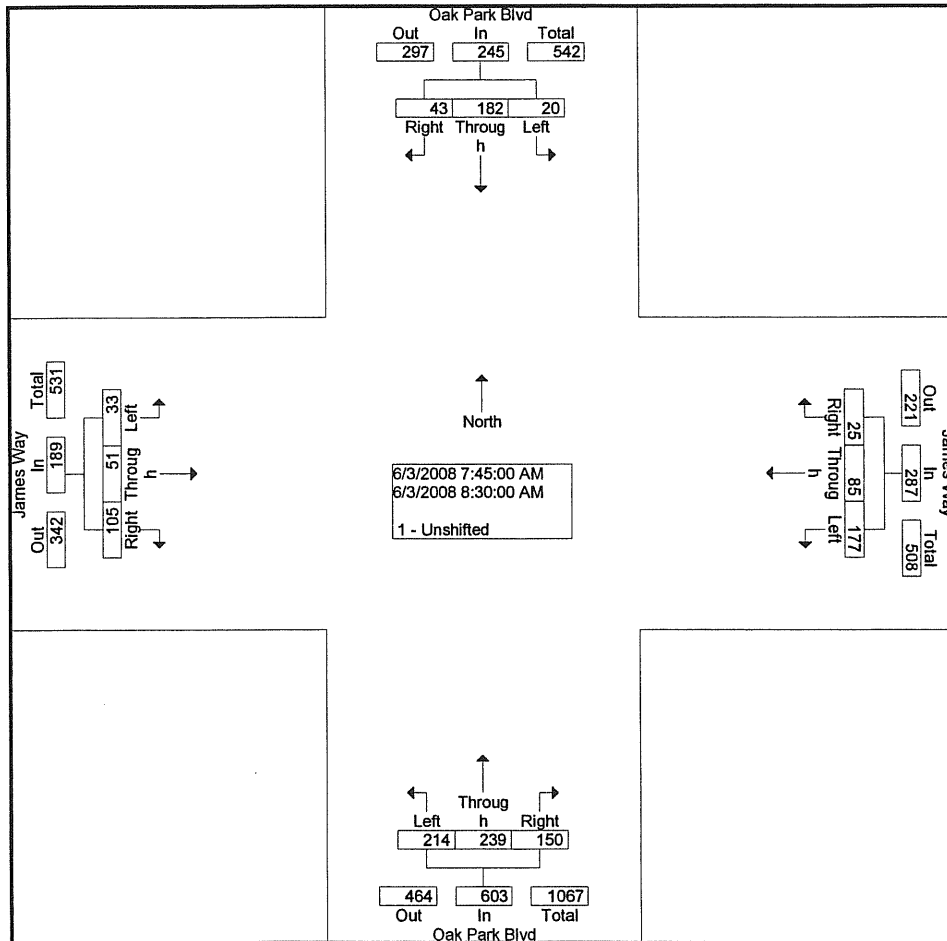 Oak Park Blvd
Out In Total
297 245 542
43 182 20
Right Throug Left
h
Total 531
In 189
Out 342
James Way
33 51 105
Left Throug Right
h
North
6/3/2008 7:45:00 AM
6/3/2008 8:30:00 AM
1 - Unshifted
Right Throug Left
h
25 85 177
Out In Total
221 287 508
James Way
Throug
Left h Right
214 239 150
464 603 1067
Out In Total
Oak Park Blvd